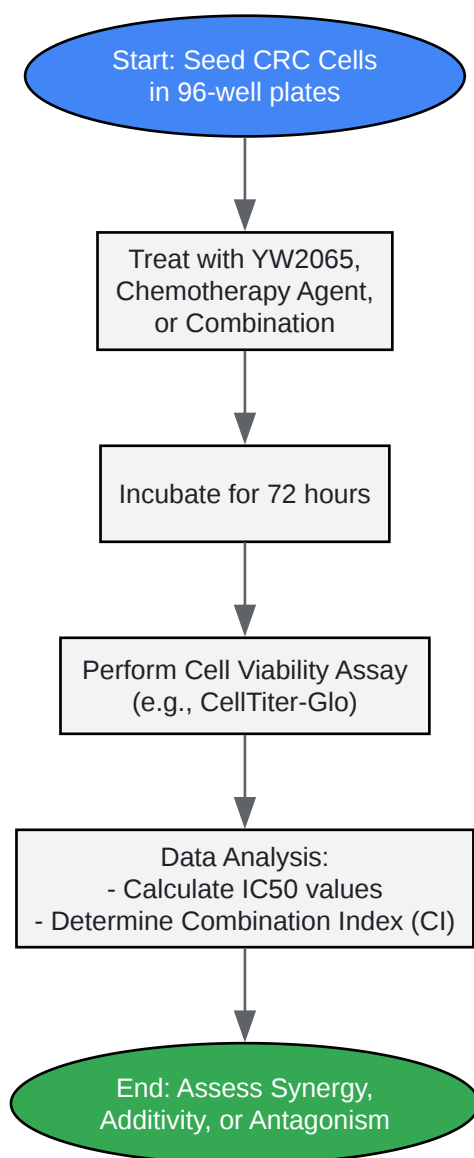 Start: Seed CRC Cells
in 96-well plates
Treat with YW2065,
Chemotherapy Agent,
or Combination
Incubate for 72 hours
Perform Cell Viability Assay
(e.g., CellTiter-Glo)
Data Analysis:
- Calculate IC50 values
- Determine Combination Index (CI)
End: Assess Synergy,
Additivity, or Antagonism